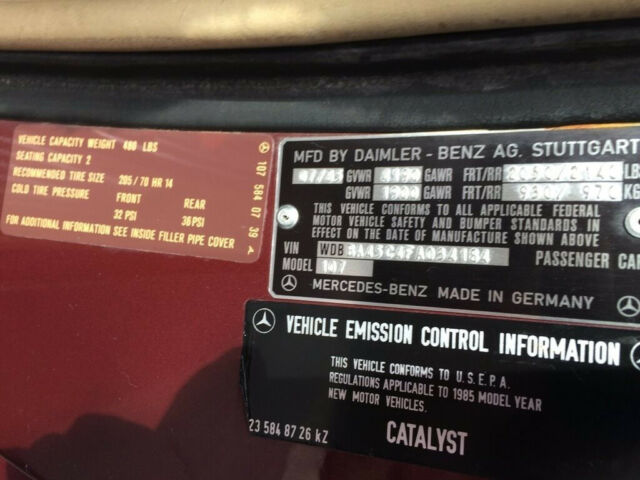 VEHICLE CAPACITY WEIGHT 480 LBS
SEATING CAPACITY 2
RECOMMENDED TIRE SIZE 205/70 HR 14
COLD TIRE PRESSURE FRONT REAR
32 PSI 36 PSI
FOR ADDITIONAL INFORMATION SEE INSIDE FILLER PIPE COVER
107 584 07 39
MFD BY DAIMLER - BENZ AG. STUTTGART
GVWR GAWR FRT/RR LBS
GVWR GAWR FRT/RR 930/ 970 KG
THIS VEHICLE CONFORMS TO ALL APPLICABLE FEDERAL
MOTOR VEHICLE SAFETY AND BUMPER STANDARDS IN
EFFECT ON THE DATE OF MANUFACTURE SHOWN ABOVE
VIN WDB
MODEL 107 PASSENGER CA
MERCEDES-BENZ MADE IN GERMANY
VEHICLE EMISSION CONTROL INFORMATION
THIS VEHICLE CONFORMS TO U.S.E.P.A.
REGULATIONS APPLICABLE TO 1985 MODEL YEAR
NEW MOTOR VEHICLES.
23 584 87 26 kZ CATALYST